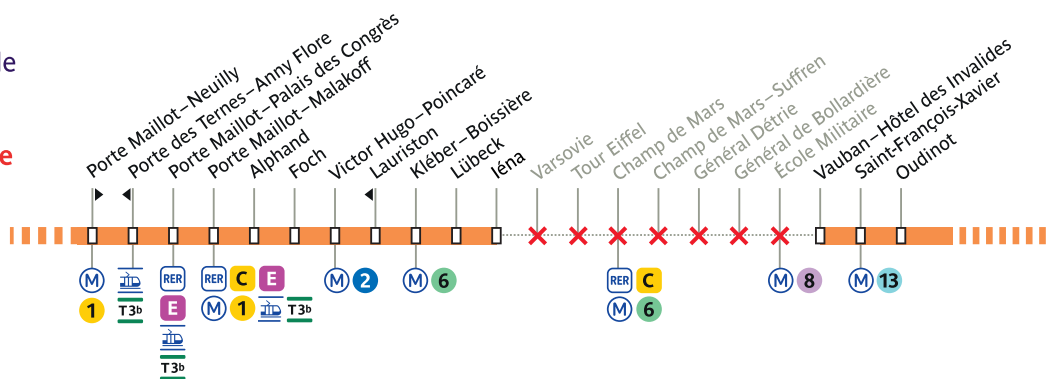 le
e
Porte Maillot–Neuilly
Porte des Ternes–Anny Flore
Porte Maillot–Palais des Congrès
Porte Maillot–Malakoff
Alphand
Foch
Victor Hugo–Poincaré
Lauriston
Kléber–Boissière
Lübeck
Iéna
Varsovie
Tour Eiffel
Champ de Mars
Champ de Mars–Suffren
Général Détrie
Général de Bollardière
École Militaire
Vauban–Hôtel des Invalides
Saint-François-Xavier
Oudinot
M
1
T3b
RER
E
T3b
RER C E
M 1 T3b
M 2
M 6
RER C
M 6
M 8
M 13